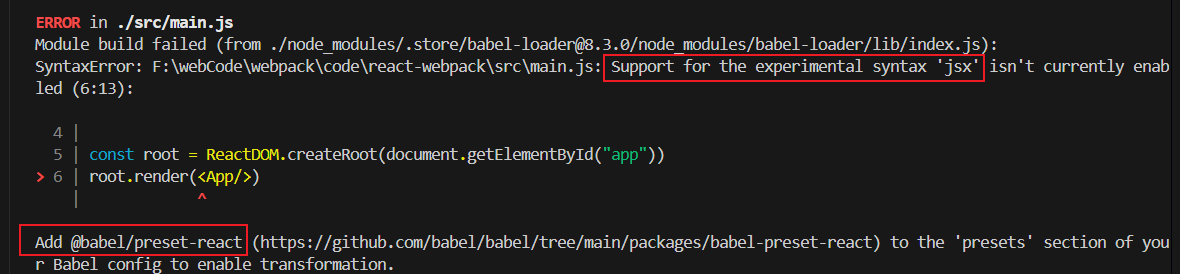 ERROR in ./src/main.js
Module build failed (from ./node_modules/.store/babel-loader@8.3.0/node_modules/babel-loader/lib/index.js):
SyntaxError: F:\webCode\webpack\code\react-webpack\src\main.js: Support for the experimental syntax 'jsx' isn't currently enab
led (6:13):
4 |
5 | const root = ReactDOM.createRoot(document.getElementById("app"))
> 6 | root.render(<App/>)
| ^
Add @babel/preset-react (https://github.com/babel/babel/tree/main/packages/babel-preset-react) to the 'presets' section of you
r Babel config to enable transformation.